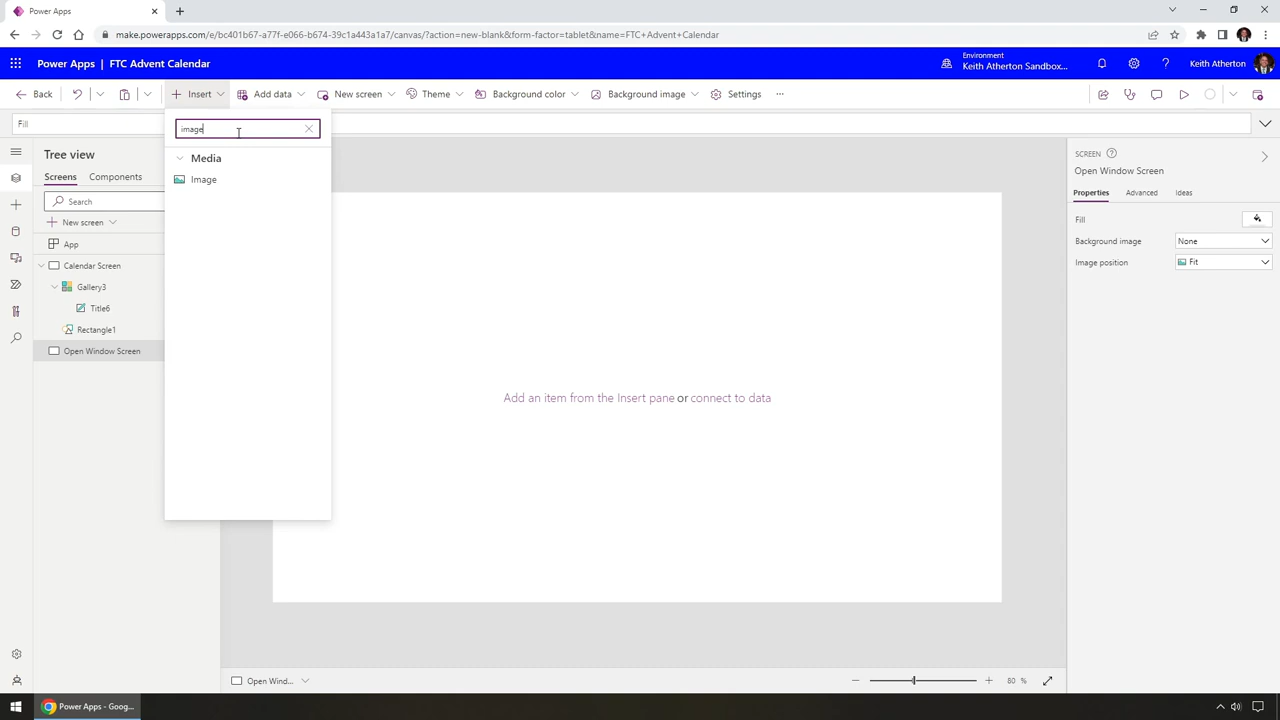 Power Apps
make.powerapps.com/e/bc401b67-a77f-e066-b674-39c1a443a1a7/canvas/?action=new-blank&form-factor=tablet&name=FTC+Advent+Calendar
Power Apps | FTC Advent Calendar
Environment
Keith Atherton Sandbox...
Keith Atherton
Back
Insert
Add data
New screen
Theme
Background color
Background image
Settings
Fill
image
Media
Image
Tree view
Screens
Components
Search
New screen
App
Calendar Screen
Gallery3
Title6
Rectangle1
Open Window Screen
Add an item from the Insert pane or connect to data
SCREEN
Open Window Screen
Properties
Advanced
Ideas
Fill
Background image
None
Image position
Fit
Open Wind...
80 %
Power Apps - Goog...